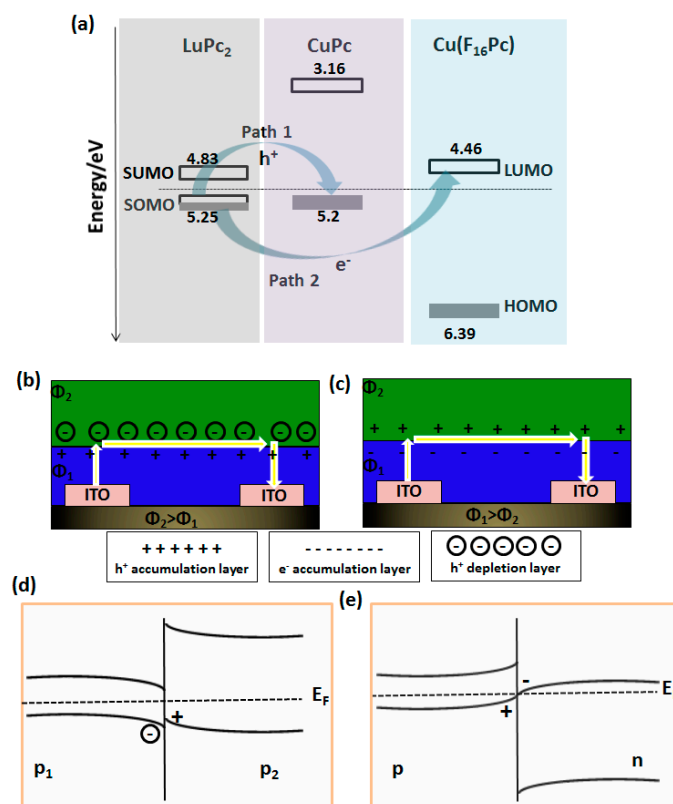 (a)
LuPc₂
CuPc
Cu(F₁₆Pc)
3.16
Path 1
h⁺
4.83
4.46
SUMO
LUMO
SOMO
5.25
5.2
e⁻
Path 2
HOMO
6.39
Energy/eV
(b)
(c)
Φ₂
- - - - - - - - -
+ + + + + + + + +
Φ₁
ITO
ITO
Φ₂>Φ₁
Φ₂
+ + + + + + + + + +
- - - - - - - - - -
Φ₁
ITO
ITO
Φ₁>Φ₂
+ + + + + +
h⁺ accumulation layer
- - - - - - - -
e⁻ accumulation layer
- - - - -
h⁺ depletion layer
(d)
(e)
E_F
+
-
p₁
p₂
-
E
+
p
n